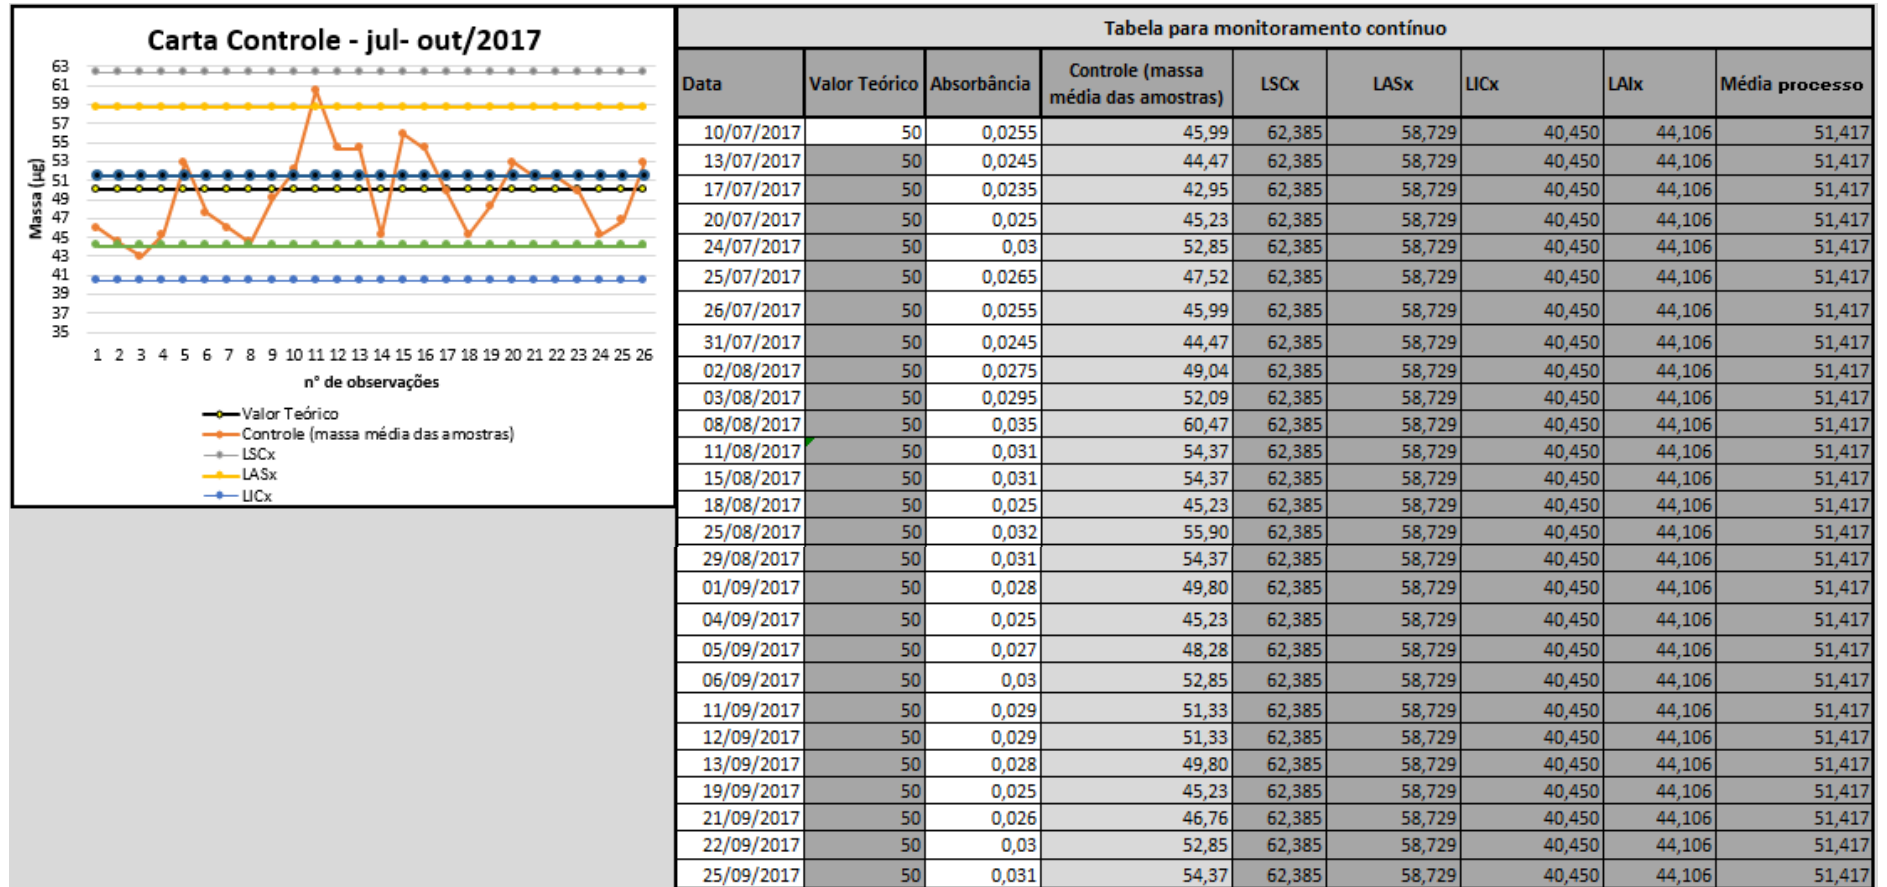 Carta Controle - jul- out/2017
63
61
59
57
55
53
51
49
47
45
43
41
39
37
35
Massa (µg)
1 2 3 4 5 6 7 8 9 10 11 12 13 14 15 16 17 18 19 20 21 22 23 24 25 26
n° de observações
Valor Teórico
Controle (massa média das amostras)
LSCx
LASx
LICx
Tabela para monitoramento contínuo
Data Valor Teórico Absorbância Controle (massa média das amostras) LSCx LASx LICx LAIx Média processo
10/07/2017 50 0,0255 45,99 62,385 58,729 40,450 44,106 51,417
13/07/2017 50 0,0245 44,47 62,385 58,729 40,450 44,106 51,417
17/07/2017 50 0,0235 42,95 62,385 58,729 40,450 44,106 51,417
20/07/2017 50 0,025 45,23 62,385 58,729 40,450 44,106 51,417
24/07/2017 50 0,03 52,85 62,385 58,729 40,450 44,106 51,417
25/07/2017 50 0,0265 47,52 62,385 58,729 40,450 44,106 51,417
26/07/2017 50 0,0255 45,99 62,385 58,729 40,450 44,106 51,417
31/07/2017 50 0,0245 44,47 62,385 58,729 40,450 44,106 51,417
02/08/2017 50 0,0275 49,04 62,385 58,729 40,450 44,106 51,417
03/08/2017 50 0,0295 52,09 62,385 58,729 40,450 44,106 51,417
08/08/2017 50 0,035 60,47 62,385 58,729 40,450 44,106 51,417
11/08/2017 50 0,031 54,37 62,385 58,729 40,450 44,106 51,417
15/08/2017 50 0,031 54,37 62,385 58,729 40,450 44,106 51,417
18/08/2017 50 0,025 45,23 62,385 58,729 40,450 44,106 51,417
25/08/2017 50 0,032 55,90 62,385 58,729 40,450 44,106 51,417
29/08/2017 50 0,031 54,37 62,385 58,729 40,450 44,106 51,417
01/09/2017 50 0,028 49,80 62,385 58,729 40,450 44,106 51,417
04/09/2017 50 0,025 45,23 62,385 58,729 40,450 44,106 51,417
05/09/2017 50 0,027 48,28 62,385 58,729 40,450 44,106 51,417
06/09/2017 50 0,03 52,85 62,385 58,729 40,450 44,106 51,417
11/09/2017 50 0,029 51,33 62,385 58,729 40,450 44,106 51,417
12/09/2017 50 0,029 51,33 62,385 58,729 40,450 44,106 51,417
13/09/2017 50 0,028 49,80 62,385 58,729 40,450 44,106 51,417
19/09/2017 50 0,025 45,23 62,385 58,729 40,450 44,106 51,417
21/09/2017 50 0,026 46,76 62,385 58,729 40,450 44,106 51,417
22/09/2017 50 0,03 52,85 62,385 58,729 40,450 44,106 51,417
25/09/2017 50 0,031 54,37 62,385 58,729 40,450 44,106 51,417